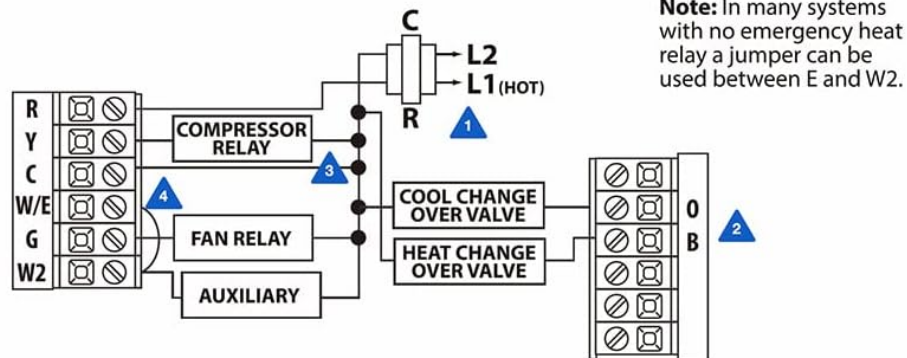 Note: In many systems
with no emergency heat
relay a jumper can be
used between E and W2.
C
L2
L1 (HOT)
R
1
R
Y
C
W/E
G
W2
COMPRESSOR
RELAY
3
4
FAN RELAY
AUXILIARY
COOL CHANGE
OVER VALVE
HEAT CHANGE
OVER VALVE
O
B
2